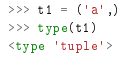 >>> t1 = ('a',)
>>> type(t1)
<type 'tuple'>